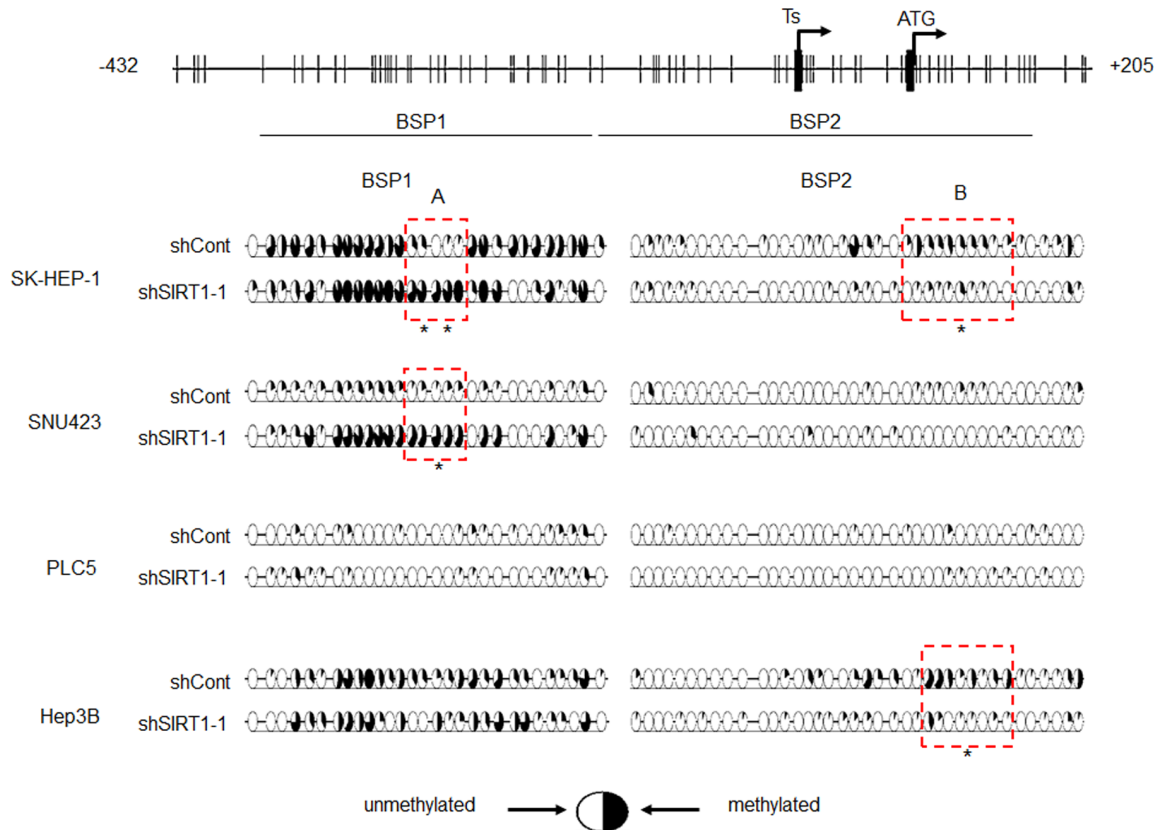 Ts ATG
-432 +205
BSP1 BSP2
BSP1 BSP2
A B
shCont
SK-HEP-1
shSIRT1-1
* * *
shCont
SNU423
shSIRT1-1
*
shCont
PLC5
shSIRT1-1
shCont
Hep3B
shSIRT1-1
*
unmethylated methylated